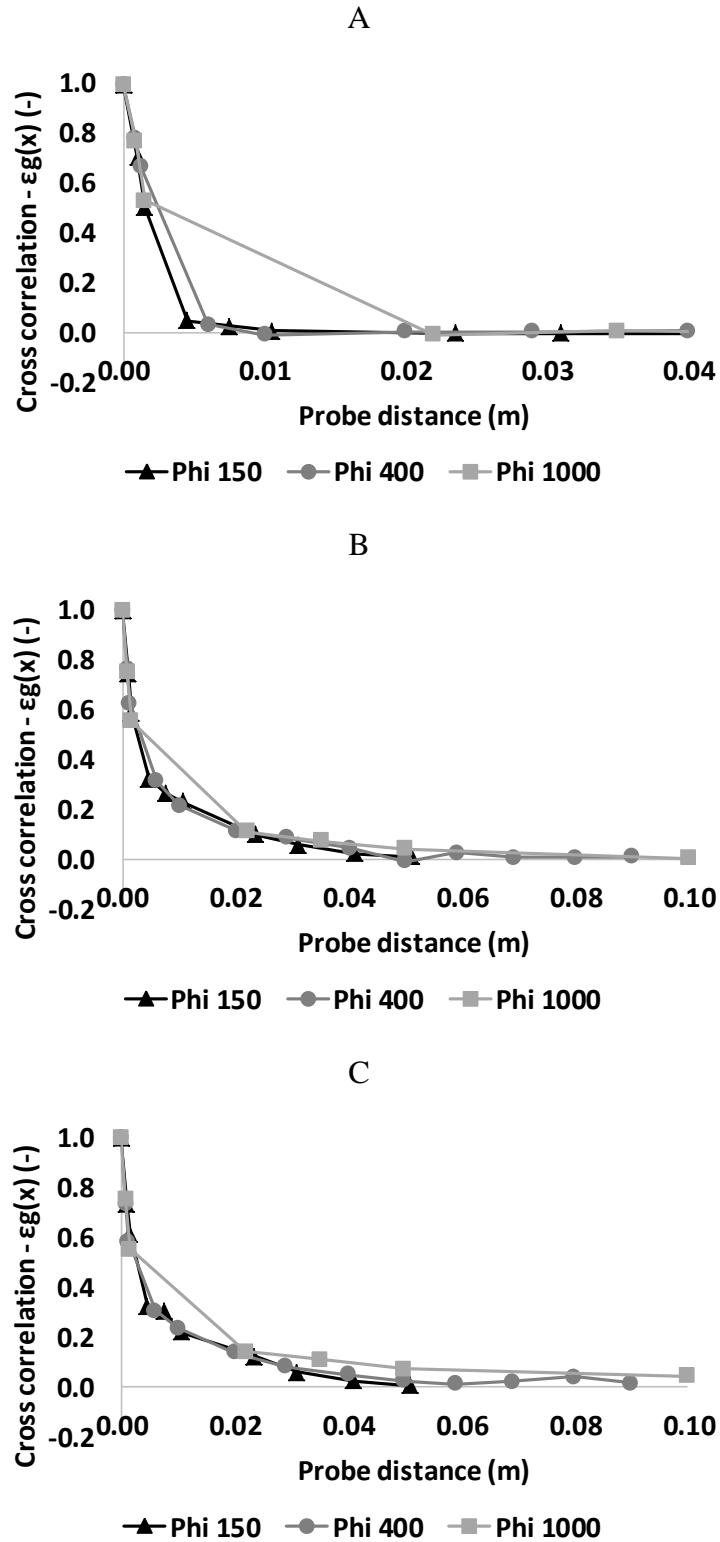 A
Cross correlation - εg(x) (-)
1.0
0.8
0.6
0.4
0.2
0.0
-0.2
0.00 0.01 0.02 0.03 0.04
Probe distance (m)
Phi 150 Phi 400 Phi 1000
B
Cross correlation - εg(x) (-)
1.0
0.8
0.6
0.4
0.2
0.0
-0.2
0.00 0.02 0.04 0.06 0.08 0.10
Probe distance (m)
Phi 150 Phi 400 Phi 1000
C
Cross correlation - εg(x) (-)
1.0
0.8
0.6
0.4
0.2
0.0
-0.2
0.00 0.02 0.04 0.06 0.08 0.10
Probe distance (m)
Phi 150 Phi 400 Phi 1000